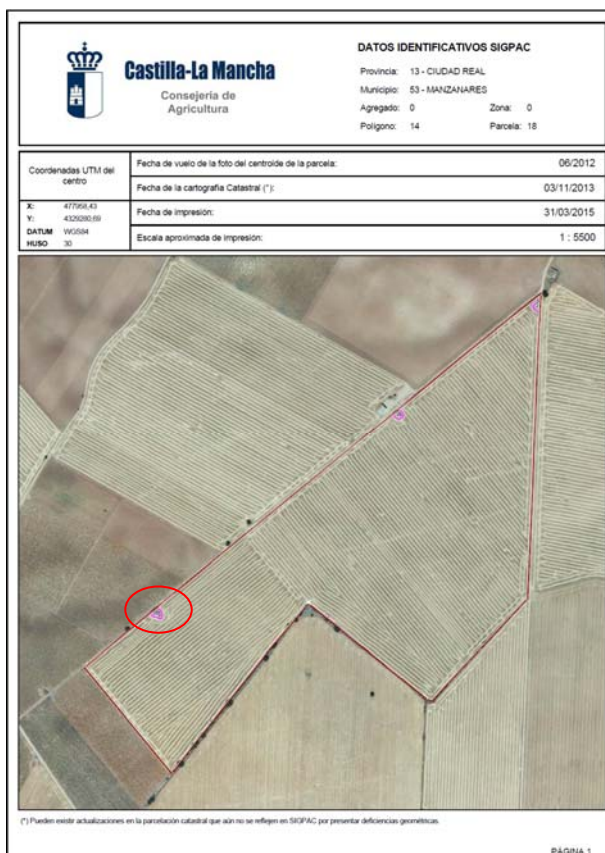 Castilla-La Mancha
Consejería de
Agricultura
DATOS IDENTIFICATIVOS SIGPAC
Provincia: 13 - CIUDAD REAL
Municipio: 53 - MANZANARES
Agregado: 0 Zona: 0
Polígono: 14 Parcela: 18
Coordenadas UTM del
centro
X: 477958,43
Y: 4329280,69
DATUM WGS84
HUSO 30
Fecha de vuelo de la foto del centroide de la parcela: 06/2012
Fecha de la cartografía Catastral (*): 03/11/2013
Fecha de impresión: 31/03/2015
Escala aproximada de impresión: 1 : 5500
(*) Pueden existir actualizaciones en la parcelación catastral que aún no se reflejen en SIGPAC por presentar deficiencias geométricas.
PÁGINA 1